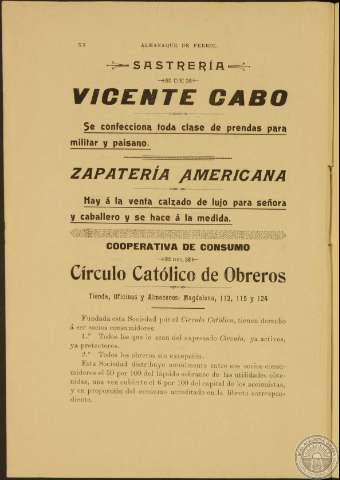 ALMANAQUE DE FERROL
SASTRERÍA
DE
VICENTE CABO
Se confecciona toda clase de prendas para
militar y paisano.
ZAPATERÍA AMERICANA
Hay á la venta calzado de lujo para señora
y caballero y se hace á la medida.
COOPERATIVA DE CONSUMO
DEL
Círculo Católico de Obreros
Tienda, Oficinas y Almacenes: Magdalena, 113, 115 y 124
Fundada esta Sociedad por el Círculo Católico, tienen derecho
á ser socios consumidores:
1.º Todos los que lo sean del expresado Círculo, ya activos,
ya protectores.
2.º Todos los obreros sin excepción.
Esta Sociedad distribuye anualmente entre sus socios consu-
midores el 50 por 100 del líquido sobrante de las utilidades obte-
nidas, una vez cubierto el 6 por 100 del capital de los accionistas,
y en proporción del consumo acreditado en la libreta correspon-
diente.